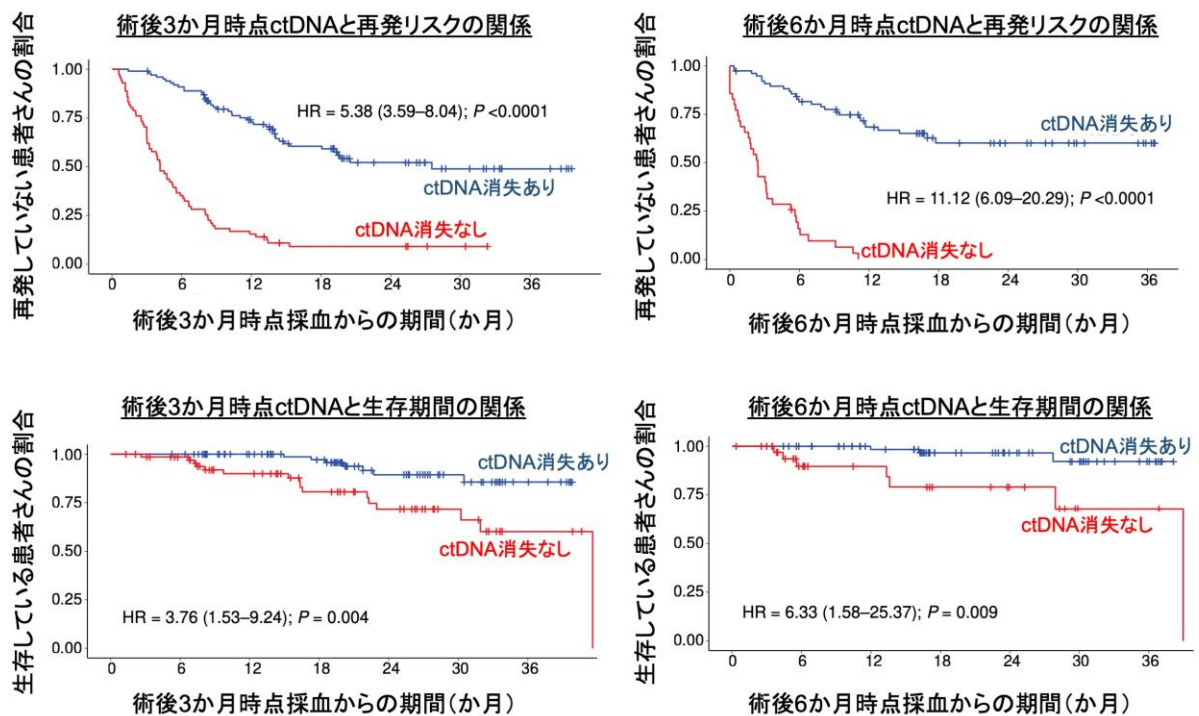 術後3か月時点ctDNAと再発リスクの関係
再発していない患者さんの割合
1.00
0.75
0.50
0.25
0.00
HR = 5.38 (3.59–8.04); P <0.0001
ctDNA消失あり
ctDNA消失なし
0 6 12 18 24 30 36
術後3か月時点採血からの期間(か月)
術後6か月時点ctDNAと再発リスクの関係
再発していない患者さんの割合
1.00
0.75
0.50
0.25
0.00
ctDNA消失あり
HR = 11.12 (6.09–20.29); P <0.0001
ctDNA消失なし
0 6 12 18 24 30 36
術後6か月時点採血からの期間(か月)
術後3か月時点ctDNAと生存期間の関係
生存している患者さんの割合
1.00
0.75
0.50
0.25
0.00
ctDNA消失あり
ctDNA消失なし
HR = 3.76 (1.53–9.24); P = 0.004
0 6 12 18 24 30 36
術後3か月時点採血からの期間(か月)
術後6か月時点ctDNAと生存期間の関係
生存している患者さんの割合
1.00
0.75
0.50
0.25
0.00
ctDNA消失あり
ctDNA消失なし
HR = 6.33 (1.58–25.37); P = 0.009
0 6 12 18 24 30 36
術後6か月時点採血からの期間(か月)